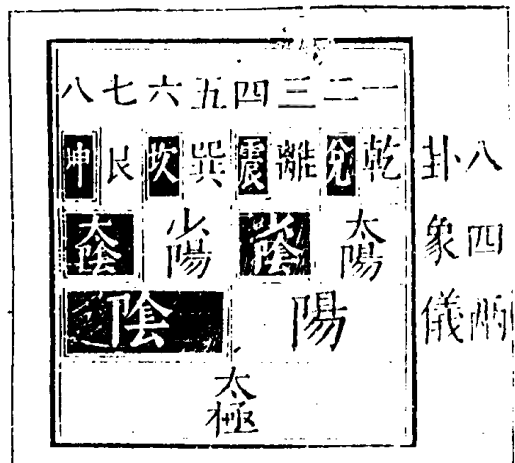 一二三四五六七八
八卦 乾兌離震巽坎艮坤
四象 太陽 少陰 少陽 太陰
兩儀 陽 陰
太極